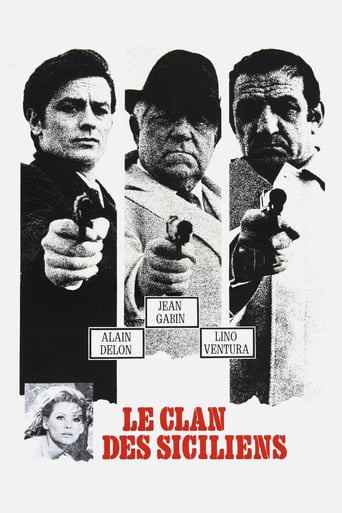 JEAN
GABIN
ALAIN
DELON
LINO
VENTURA
LE CLAN
DES SICILIENS